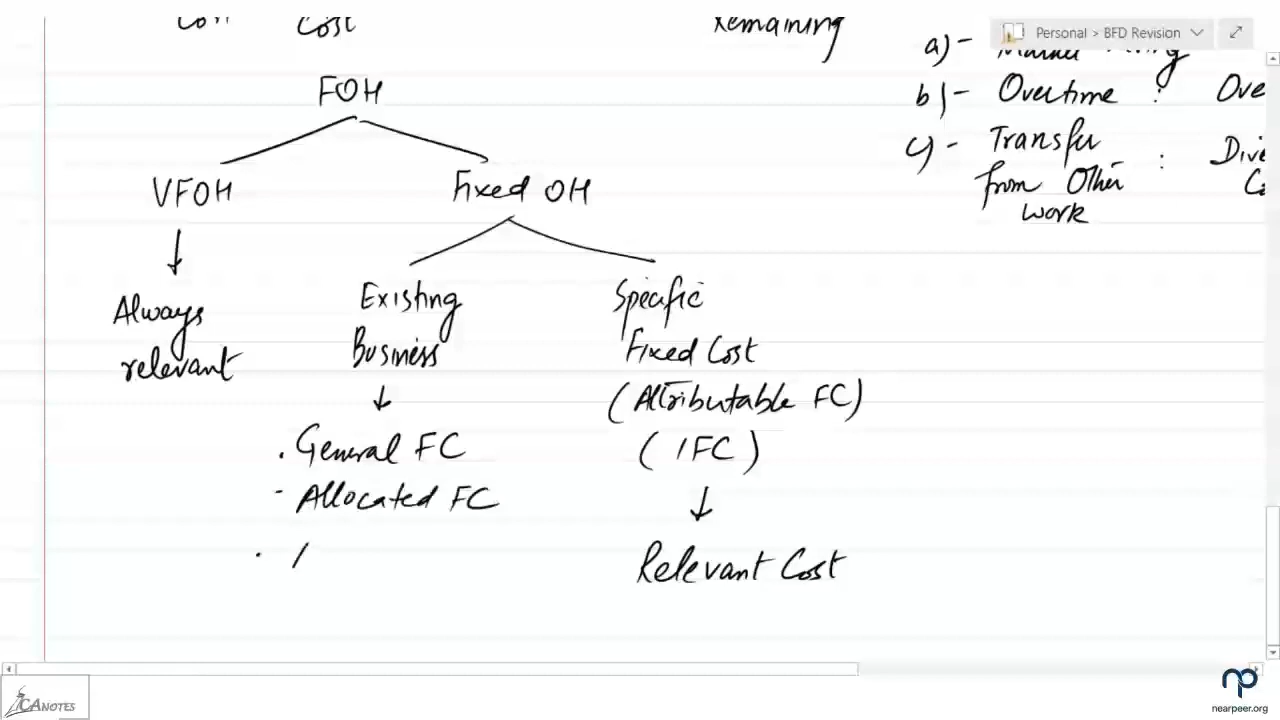 Cost
remaining
Personal > BFD Revision
a)-
b)- Overtime : Ove
c)- Transfer : Dive
from Other
work
FOH
VFOH
Fixed OH
Always
relevant
Existing
Business
. General FC
- Allocated FC
. /
Specific
Fixed Cost
(Attributable FC)
( IFC )
Relevant Cost
CANOTES
np
nearpeer.org